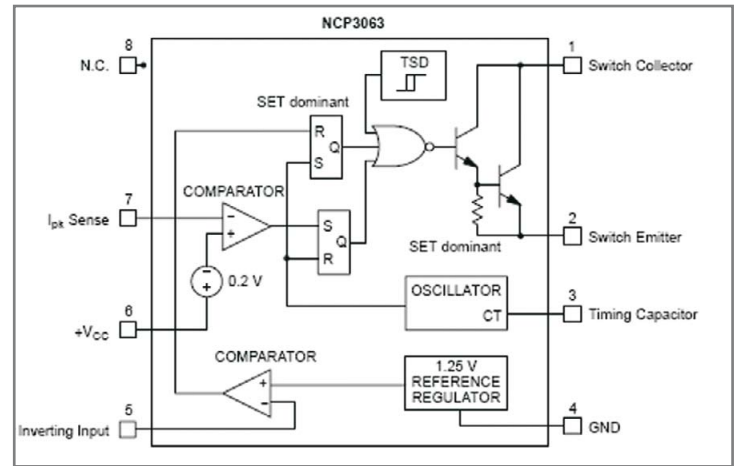 NCP3063
8
N.C.
TSD
1
Switch Collector
SET dominant
R
Q
S
COMPARATOR
7
Ipk Sense
-
+
S
Q
R
2
Switch Emitter
SET dominant
-
+
0.2 V
OSCILLATOR
CT
3
Timing Capacitor
6
+VCC
COMPARATOR
+
-
1.25 V
REFERENCE
REGULATOR
4
GND
5
Inverting Input